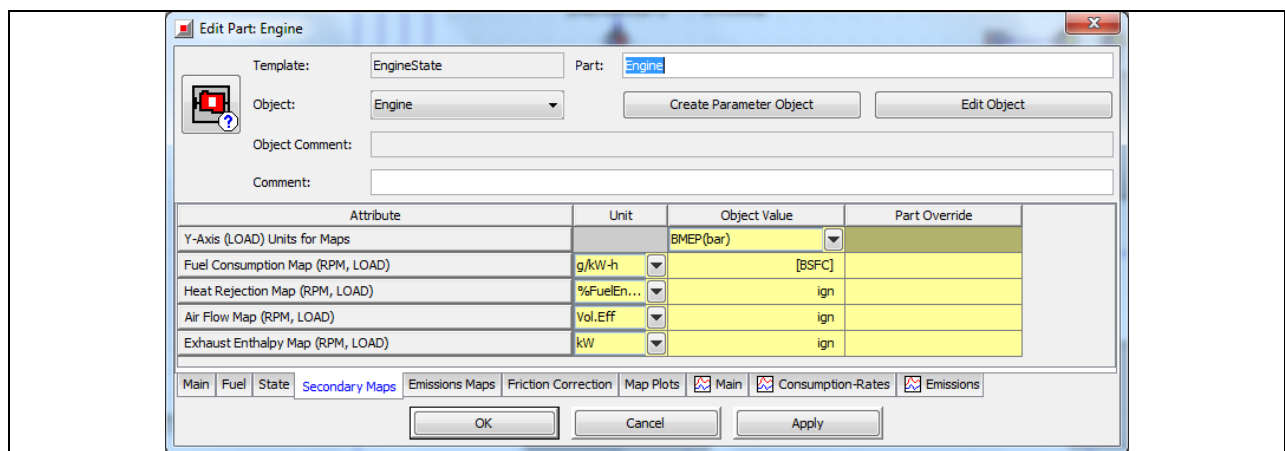 Edit Part: Engine
Template: EngineState Part: Engine
Object: Engine Create Parameter Object Edit Object
Object Comment:
Comment:
Attribute Unit Object Value Part Override
Y-Axis (LOAD) Units for Maps BMEP(bar)
Fuel Consumption Map (RPM, LOAD) g/kW-h [BSFC]
Heat Rejection Map (RPM, LOAD) %FuelEn... ign
Air Flow Map (RPM, LOAD) Vol.Eff ign
Exhaust Enthalpy Map (RPM, LOAD) kW ign
Main Fuel State Secondary Maps Emissions Maps Friction Correction Map Plots Main Consumption-Rates Emissions
OK Cancel Apply